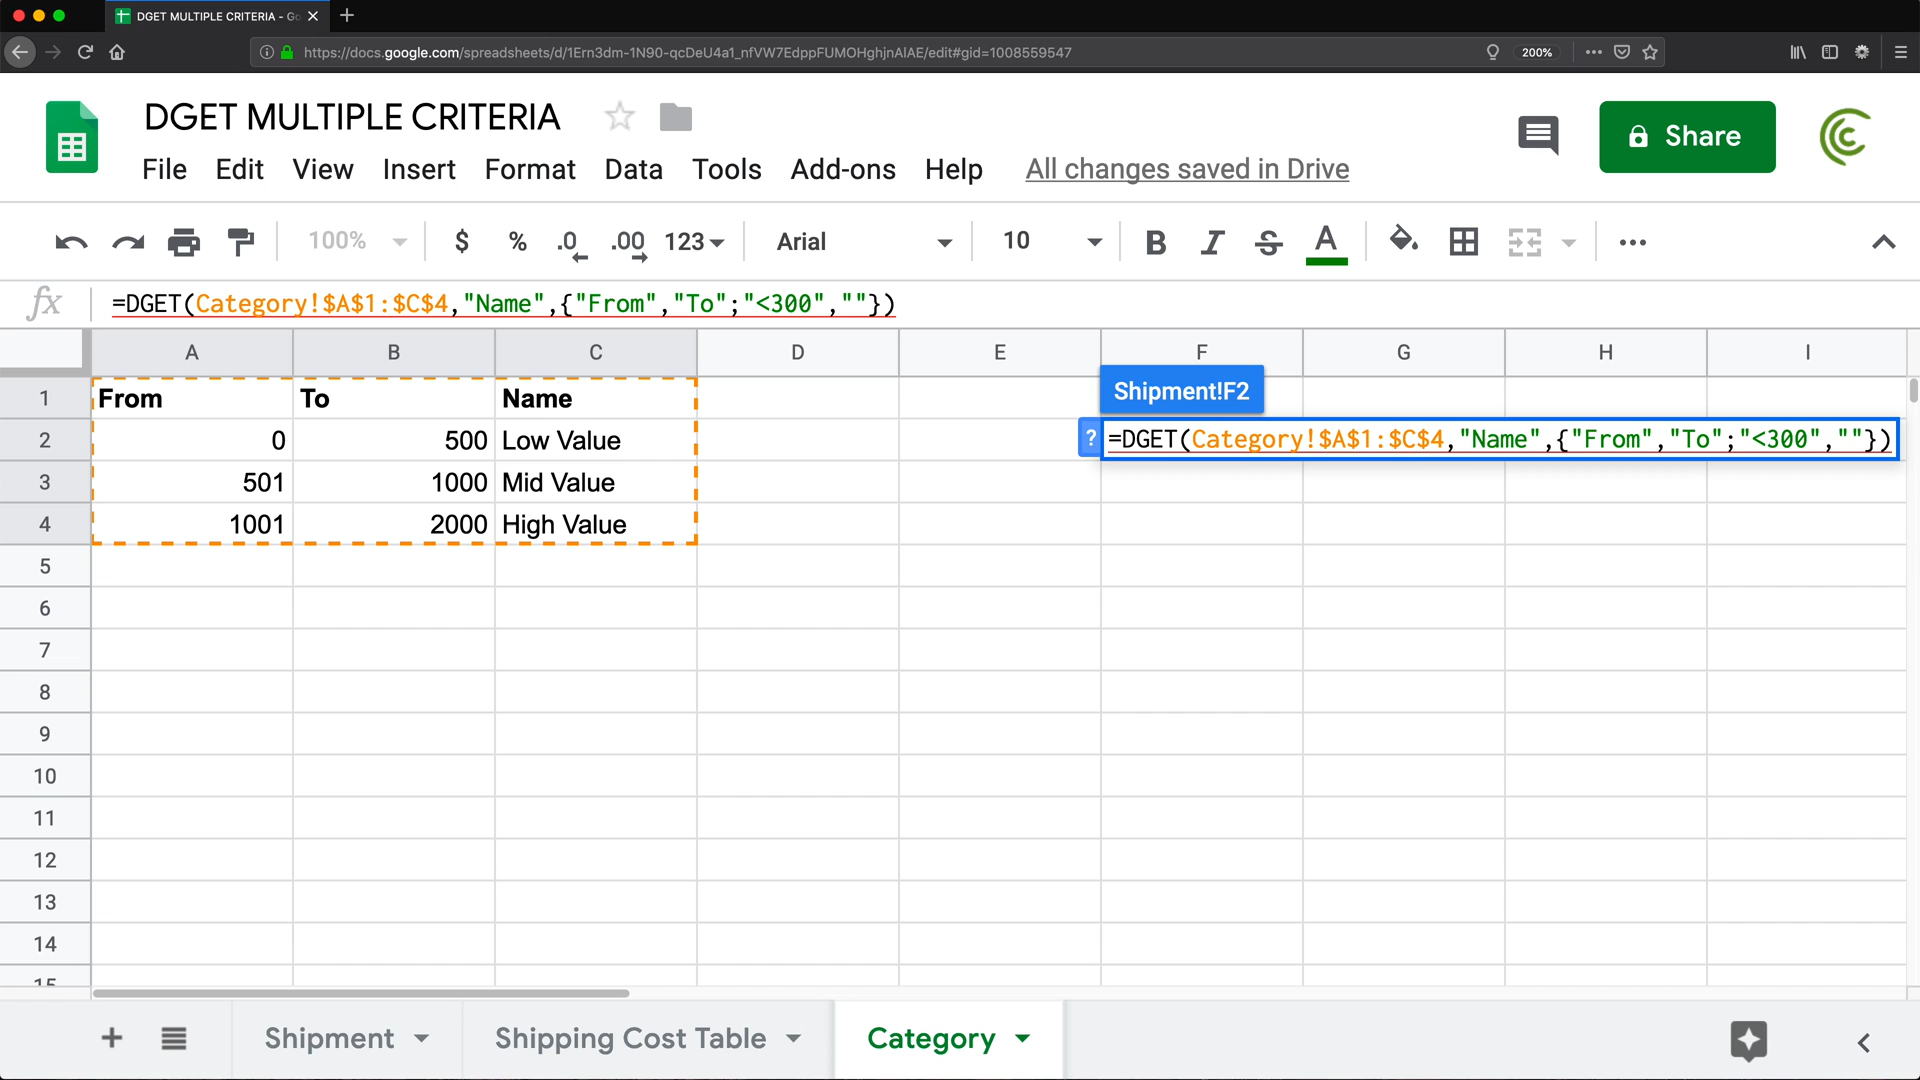 DGET MULTIPLE CRITERIA - Go
https://docs.google.com/spreadsheets/d/1Ern3dm-1N90-qcDeU4a1_nfVW7EdppFUMOHghjnAlAE/edit#gid=1008559547
200%
DGET MULTIPLE CRITERIA
File Edit View Insert Format Data Tools Add-ons Help All changes saved in Drive
Share
100% $ % .0 .00 123 Arial 10 B I S A
fx =DGET(Category!$A$1:$C$4,"Name",{"From","To";"<300",""})
A B C D E F G H I
Shipment!F2
1 From To Name
2 0 500 Low Value ? =DGET(Category!$A$1:$C$4,"Name",{"From","To";"<300",""})
3 501 1000 Mid Value
4 1001 2000 High Value
5
6
7
8
9
10
11
12
13
14
15
Shipment Shipping Cost Table Category